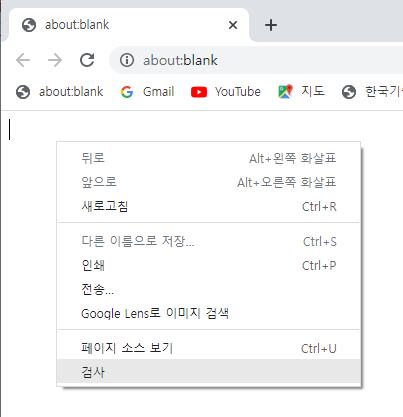 about:blank
about:blank
about:blank Gmail YouTube 지도 한국기
뒤로 Alt+왼쪽 화살표
앞으로 Alt+오른쪽 화살표
새로고침 Ctrl+R
다른 이름으로 저장... Ctrl+S
인쇄 Ctrl+P
전송...
Google Lens로 이미지 검색
페이지 소스 보기 Ctrl+U
검사